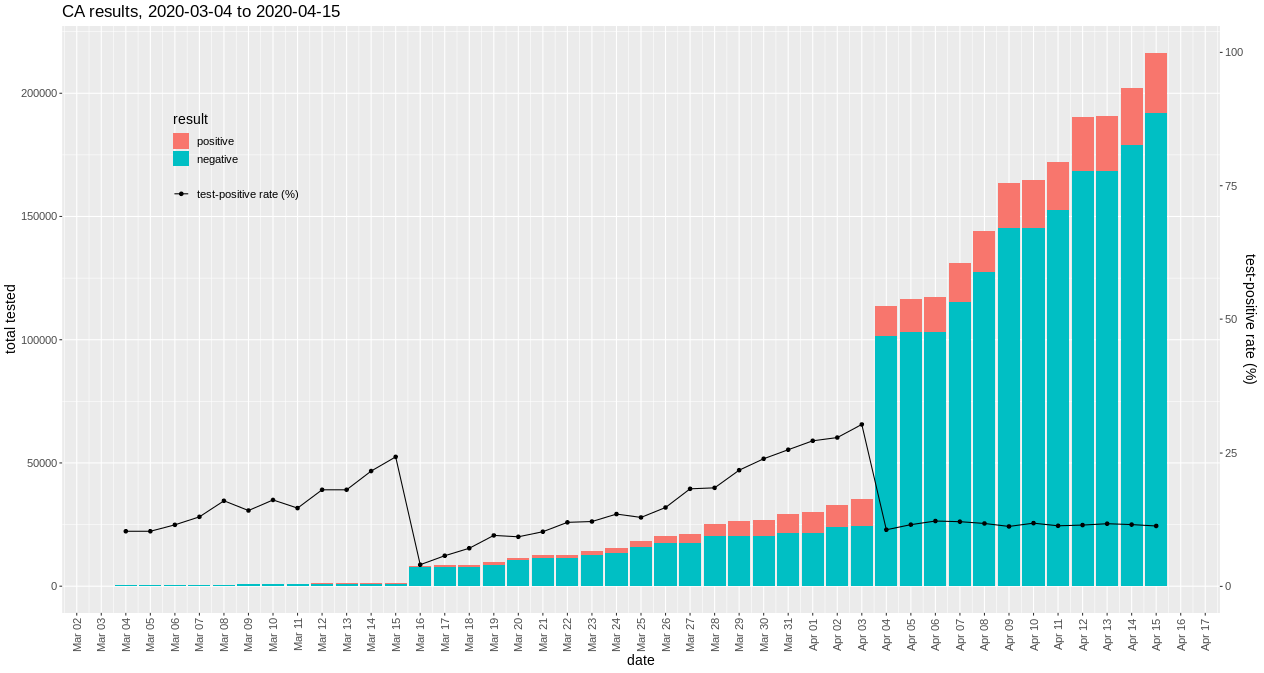 CA results, 2020-03-04 to 2020-04-15
total tested
200000
150000
100000
50000
0
result
positive
negative
test-positive rate (%)
100
75
50
25
0
test-positive rate (%)
Mar 02
Mar 03
Mar 04
Mar 05
Mar 06
Mar 07
Mar 08
Mar 09
Mar 10
Mar 11
Mar 12
Mar 13
Mar 14
Mar 15
Mar 16
Mar 17
Mar 18
Mar 19
Mar 20
Mar 21
Mar 22
Mar 23
Mar 24
Mar 25
Mar 26
Mar 27
Mar 28
Mar 29
Mar 30
Mar 31
Apr 01
Apr 02
Apr 03
Apr 04
Apr 05
Apr 06
Apr 07
Apr 08
Apr 09
Apr 10
Apr 11
Apr 12
Apr 13
Apr 14
Apr 15
Apr 16
Apr 17
date